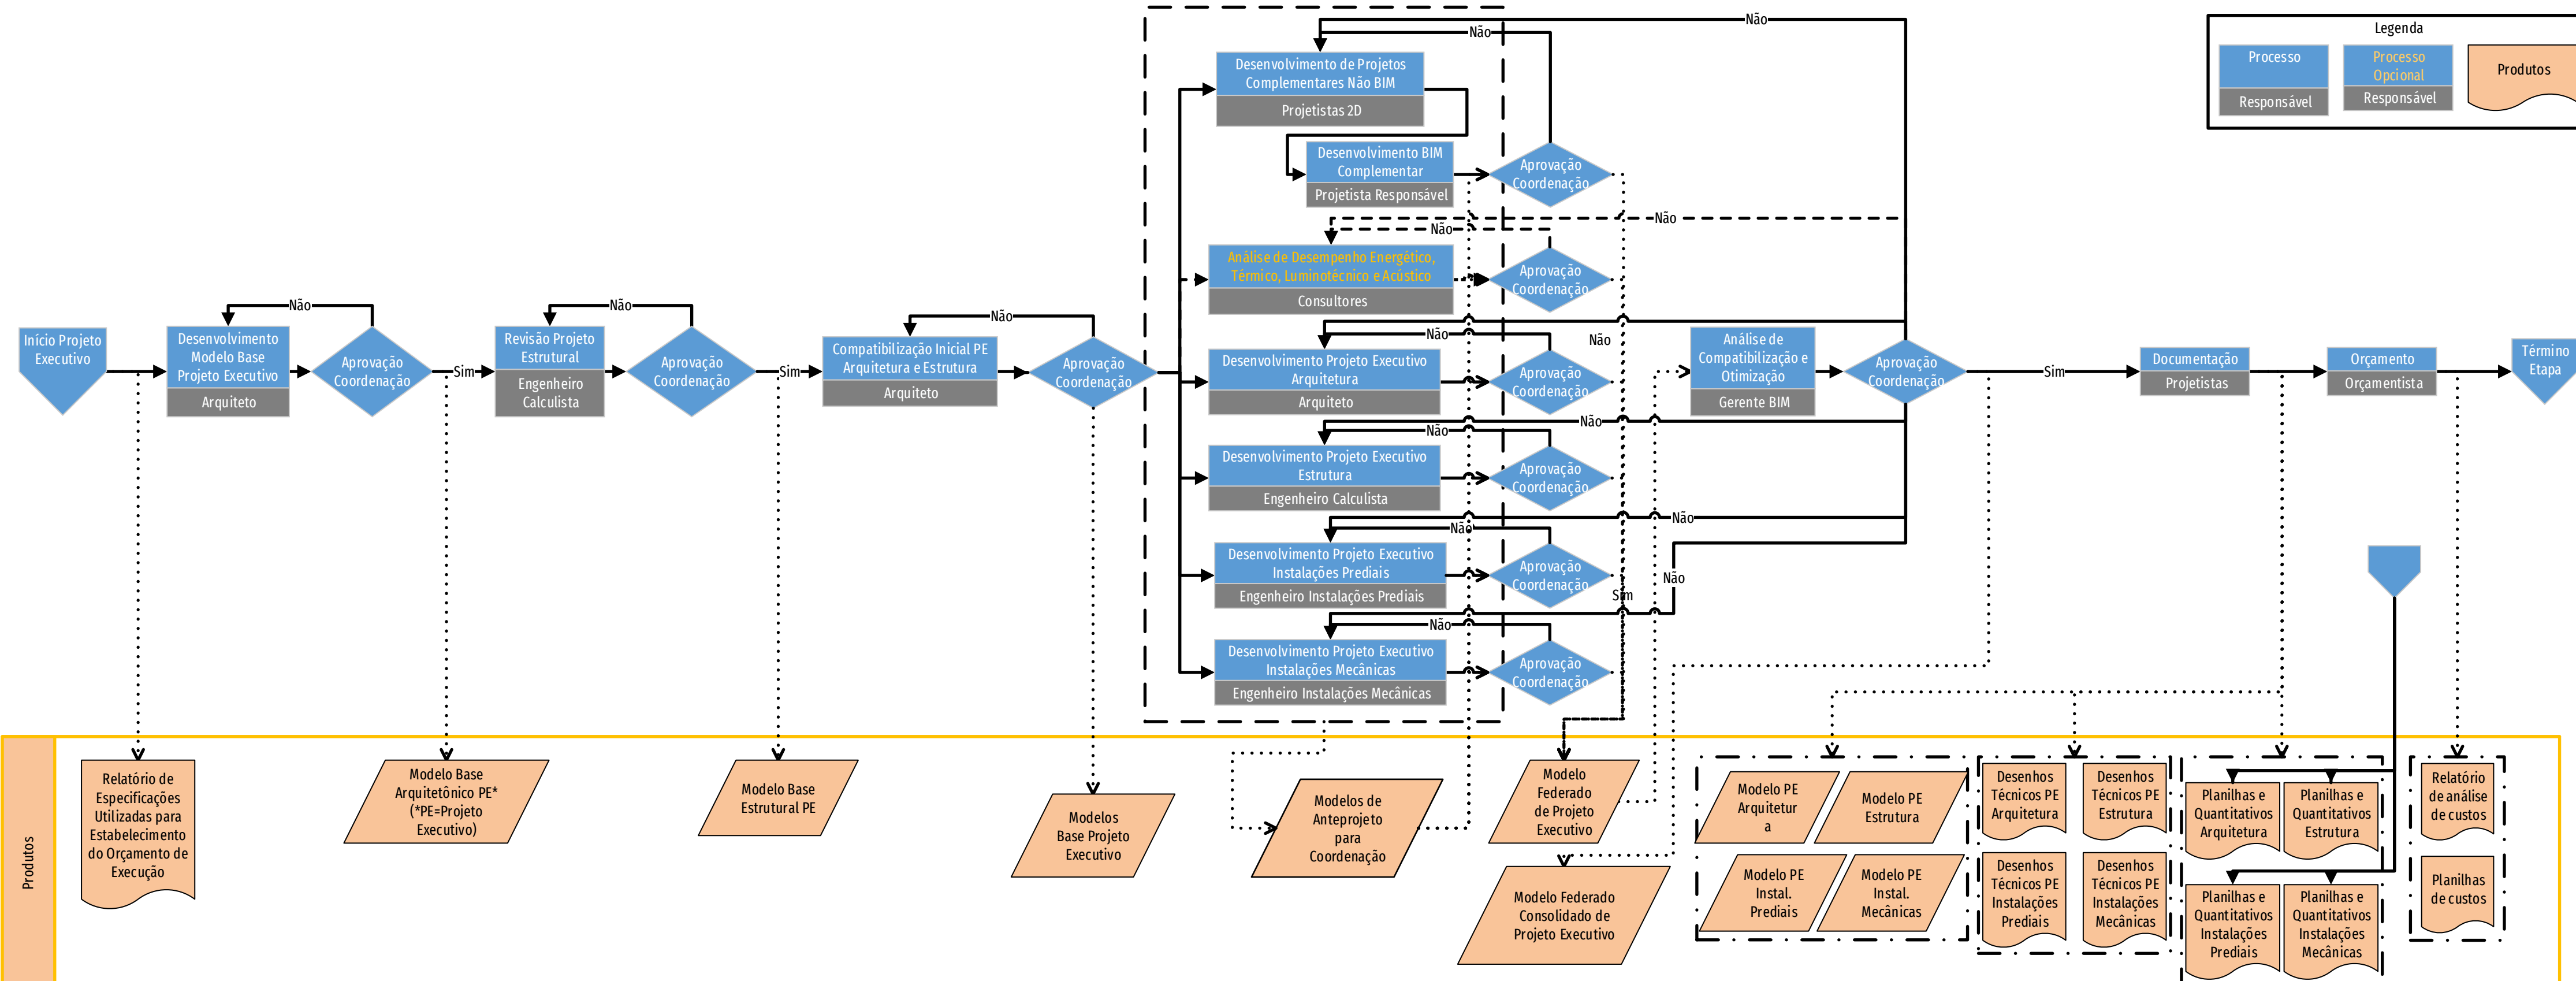 Legenda
Processo
Responsável
Processo
Opcional
Responsável
Produtos
Início Projeto
Executivo
Desenvolvimento
Modelo Base
Projeto Executivo
Arquiteto
Não
Aprovação
Coordenação
Sim
Revisão Projeto
Estrutural
Engenheiro
Calculista
Não
Aprovação
Coordenação
Sim
Compatibilização Inicial PE
Arquitetura e Estrutura
Arquiteto
Não
Aprovação
Coordenação
Não
Não
Desenvolvimento de Projetos
Complementares Não BIM
Projetistas 2D
Desenvolvimento BIM
Complementar
Projetista Responsável
Aprovação
Coordenação
Não
Não
Análise de Desempenho Energético,
Térmico, Luminotécnico e Acústico
Consultores
Aprovação
Coordenação
Não
Não
Desenvolvimento Projeto Executivo
Arquitetura
Arquiteto
Aprovação
Coordenação
Não
Não
Desenvolvimento Projeto Executivo
Estrutura
Engenheiro Calculista
Aprovação
Coordenação
Não
Não
Desenvolvimento Projeto Executivo
Instalações Prediais
Engenheiro Instalações Prediais
Aprovação
Coordenação
Não
Sim
Não
Desenvolvimento Projeto Executivo
Instalações Mecânicas
Engenheiro Instalações Mecânicas
Aprovação
Coordenação
Análise de
Compatibilização e
Otimização
Gerente BIM
Aprovação
Coordenação
Sim
Documentação
Projetistas
Orçamento
Orçamentista
Término
Etapa
Produtos
Relatório de
Especificações
Utilizadas para
Estabelecimento
do Orçamento de
Execução
Modelo Base
Arquitetônico PE*
(*PE=Projeto
Executivo)
Modelo Base
Estrutural PE
Modelos
Base Projeto
Executivo
Modelos de
Anteprojeto
para
Coordenação
Modelo
Federado
de Projeto
Executivo
Modelo Federado
Consolidado de
Projeto Executivo
Modelo PE
Arquitetur
a
Modelo PE
Estrutura
Modelo PE
Instal.
Prediais
Modelo PE
Instal.
Mecânicas
Desenhos
Técnicos PE
Arquitetura
Desenhos
Técnicos PE
Estrutura
Desenhos
Técnicos PE
Instalações
Prediais
Desenhos
Técnicos PE
Instalações
Mecânicas
Planilhas e
Quantitativos
Arquitetura
Planilhas e
Quantitativos
Estrutura
Planilhas e
Quantitativos
Instalações
Prediais
Planilhas e
Quantitativos
Instalações
Mecânicas
Relatório
de análise
de custos
Planilhas
de custos